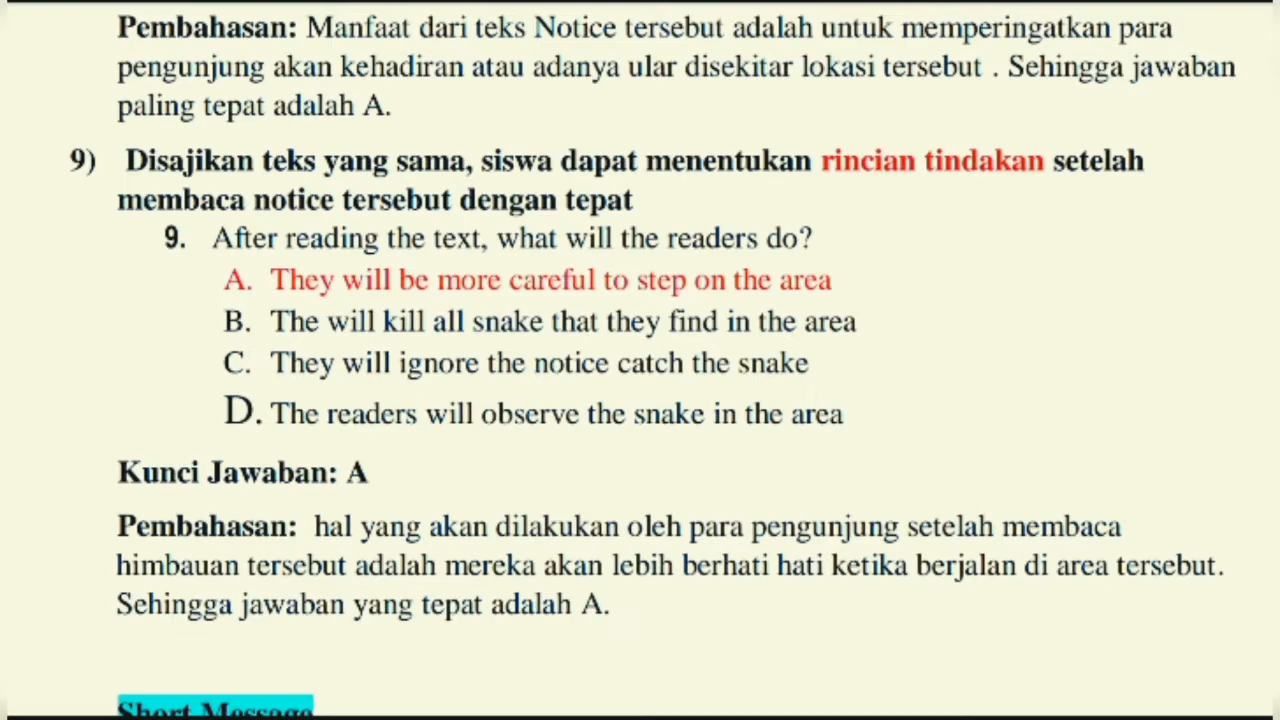 Pembahasan: Manfaat dari teks Notice tersebut adalah untuk memperingatkan para
pengunjung akan kehadiran atau adanya ular disekitar lokasi tersebut . Sehingga jawaban
paling tepat adalah A.
9) Disajikan teks yang sama, siswa dapat menentukan rincian tindakan setelah
membaca notice tersebut dengan tepat
9. After reading the text, what will the readers do?
A. They will be more careful to step on the area
B. The will kill all snake that they find in the area
C. They will ignore the notice catch the snake
D. The readers will observe the snake in the area
Kunci Jawaban: A
Pembahasan: hal yang akan dilakukan oleh para pengunjung setelah membaca
himbauan tersebut adalah mereka akan lebih berhati hati ketika berjalan di area tersebut.
Sehingga jawaban yang tepat adalah A.
Short Message